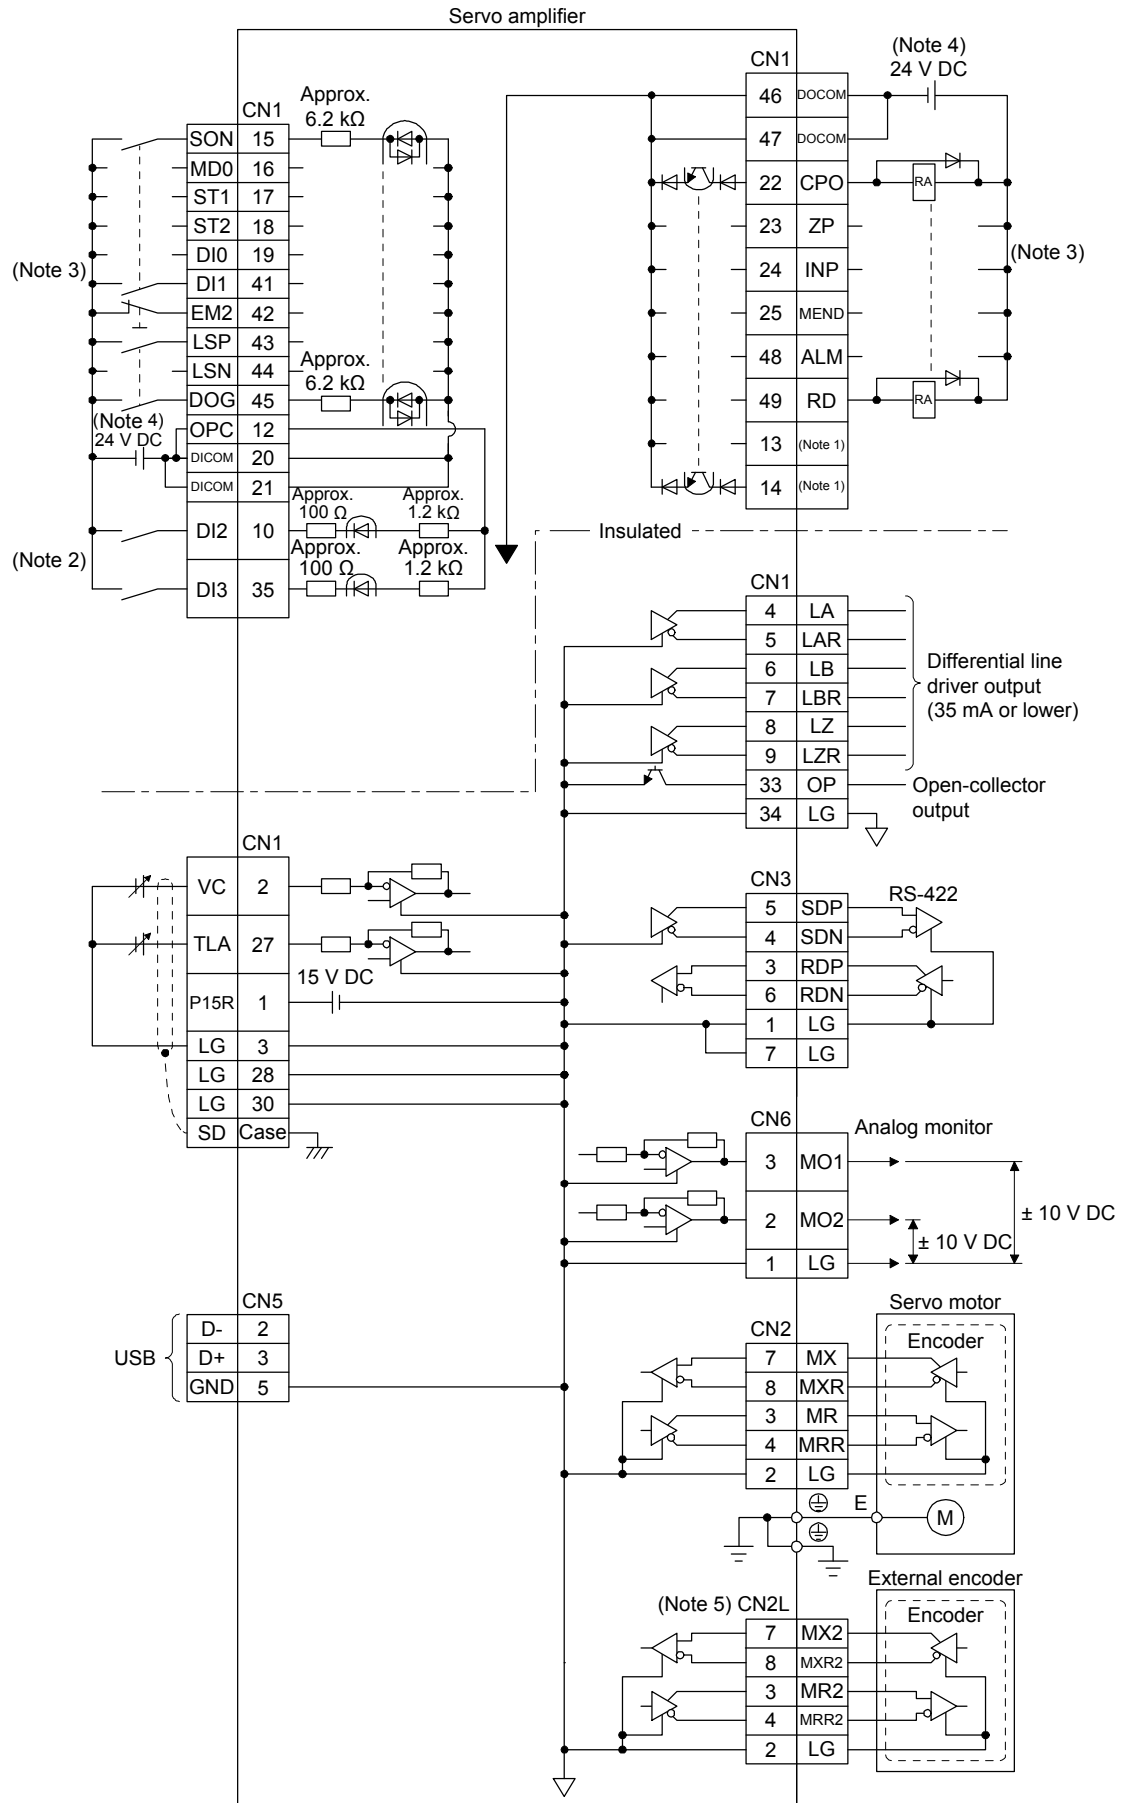 Servo amplifier
CN1
Approx.
6.2 kΩ
SON 15
MD0 16
ST1 17
ST2 18
DI0 19
(Note 3)
DI1 41
EM2 42
LSP 43
LSN 44
Approx.
6.2 kΩ
DOG 45
(Note 4)
24 V DC
OPC 12
DICOM 20
DICOM 21
Approx.
100 Ω
Approx.
1.2 kΩ
DI2 10
(Note 2)
Approx.
100 Ω
Approx.
1.2 kΩ
DI3 35
CN1
(Note 4)
24 V DC
46 DOCOM
47 DOCOM
22 CPO
RA
23 ZP
(Note 3)
24 INP
25 MEND
48 ALM
49 RD
RA
13 (Note 1)
14 (Note 1)
Insulated
CN1
4 LA
5 LAR
6 LB
7 LBR
8 LZ
9 LZR
Differential line
driver output
(35 mA or lower)
33 OP
34 LG
Open-collector
output
CN1
VC 2
TLA 27
15 V DC
P15R 1
LG 3
LG 28
LG 30
SD Case
CN3
RS-422
5 SDP
4 SDN
3 RDP
6 RDN
1 LG
7 LG
CN6
Analog monitor
3 MO1
2 MO2
1 LG
± 10 V DC
± 10 V DC
CN5
USB
D- 2
D+ 3
GND 5
Servo motor
CN2
Encoder
7 MX
8 MXR
3 MR
4 MRR
2 LG
E
M
External encoder
(Note 5) CN2L
Encoder
7 MX2
8 MXR2
3 MR2
4 MRR2
2 LG